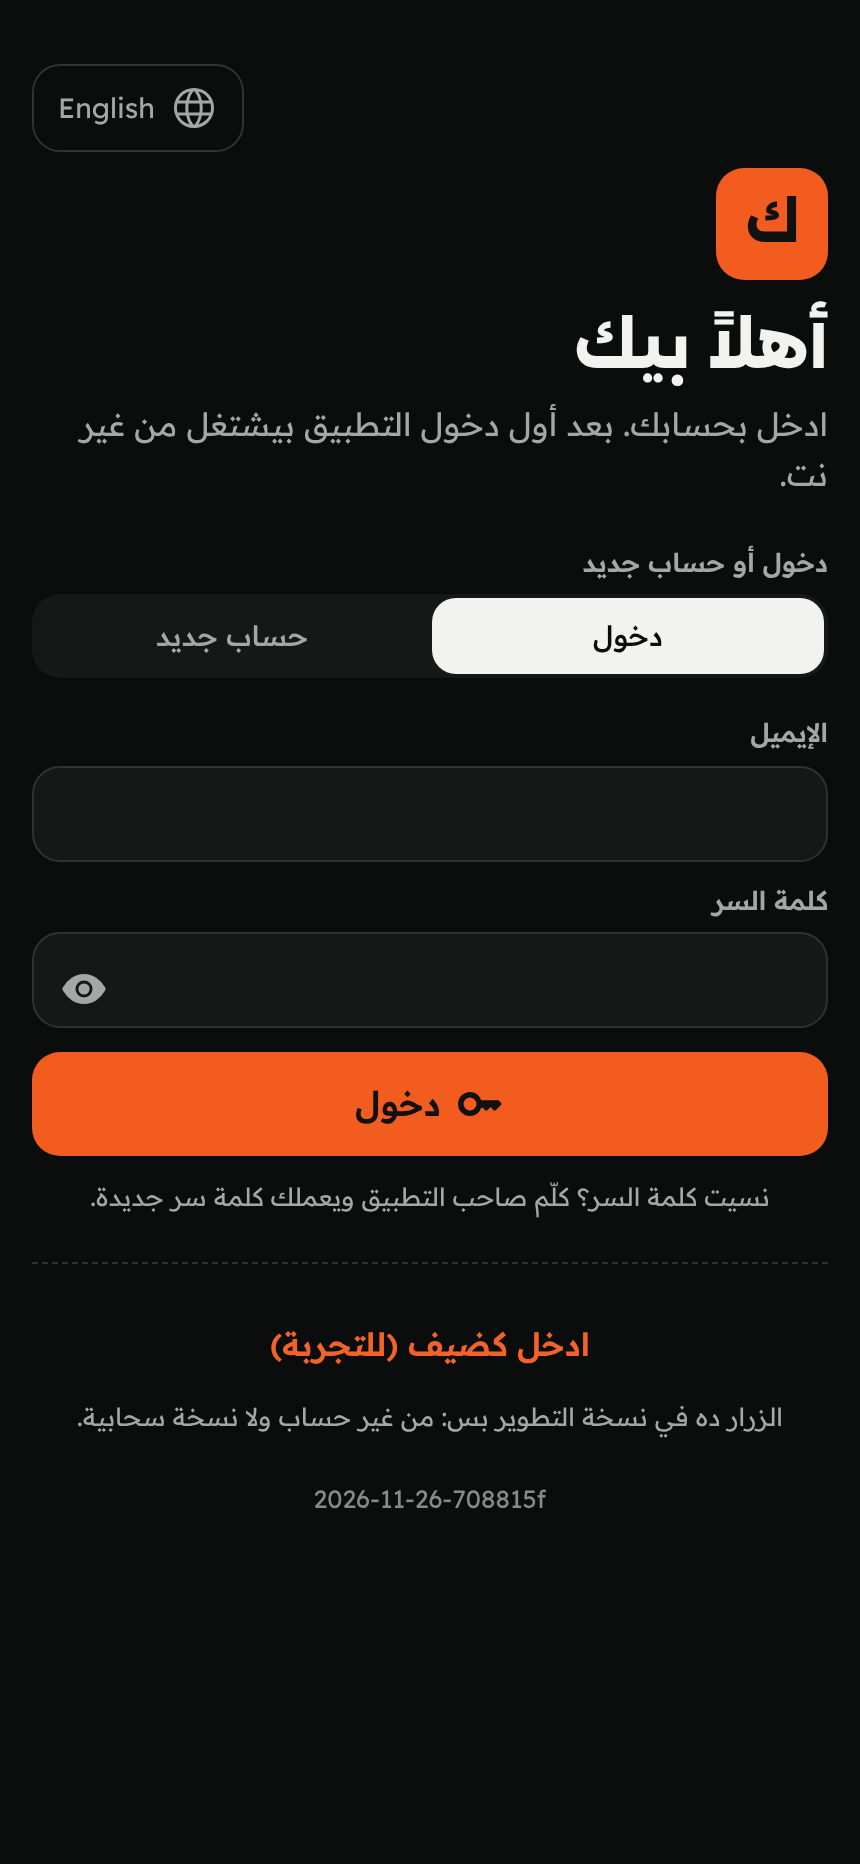 English
ك
أهلاً بيك
ادخل بحسابك. بعد أول دخول التطبيق بيشتغل من غير
نت.
دخول أو حساب جديد
دخول
حساب جديد
الإيميل
كلمة السر
دخول
نسيت كلمة السر؟ كلّم صاحب التطبيق ويعملك كلمة سر جديدة.
ادخل كضيف (للتجربة)
الزرار ده في نسخة التطوير بس: من غير حساب ولا نسخة سحابية.
2026-11-26-708815f